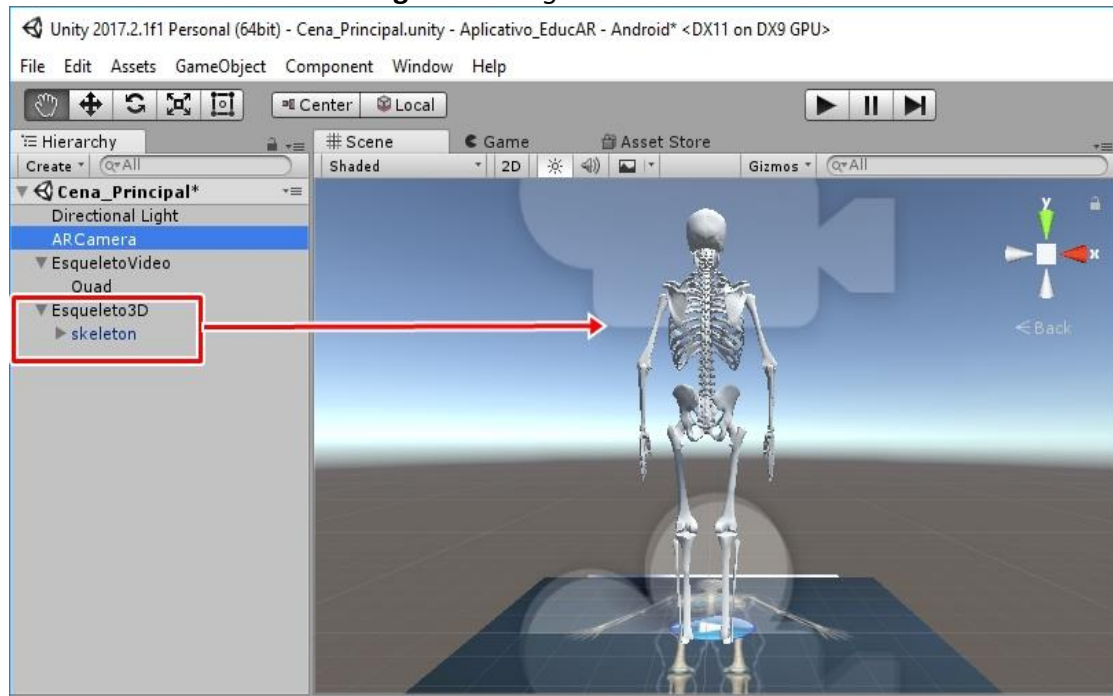 Unity 2017.2.1f1 Personal (64bit) - Cena_Principal.unity - Aplicativo_EducAR - Android* <DX11 on DX9 GPU>
File Edit Assets GameObject Component Window Help
Center Local
Hierarchy # Scene Game Asset Store
Create All Shaded 2D Gizmos All
Cena_Principal*
Directional Light
ARCamera
EsqueletoVideo
Quad
Esqueleto3D
skeleton
y
x
Back